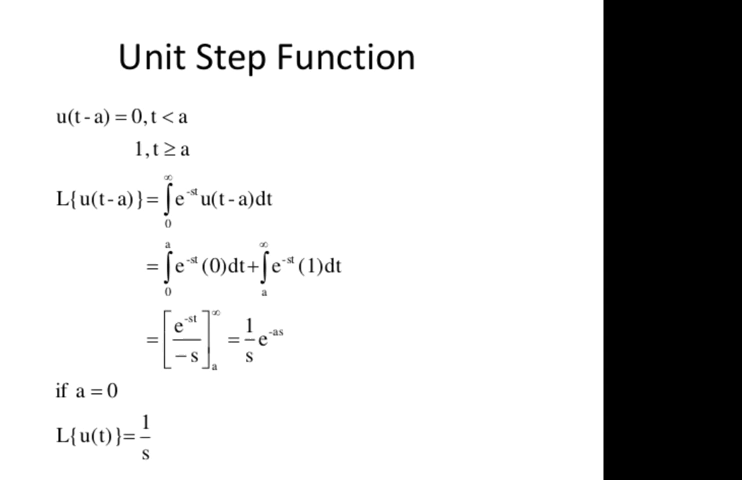 Unit Step Function
u(t-a) = 0, t < a
1, t ≥ a
L{u(t-a)} = ∫₀^∞ e^-st u(t-a)dt
= ∫₀^a e^-st (0)dt + ∫ₐ^∞ e^-st (1)dt
= [e^-st / -s]ₐ^∞ = 1/s e^-as
if a = 0
L{u(t)} = 1/s